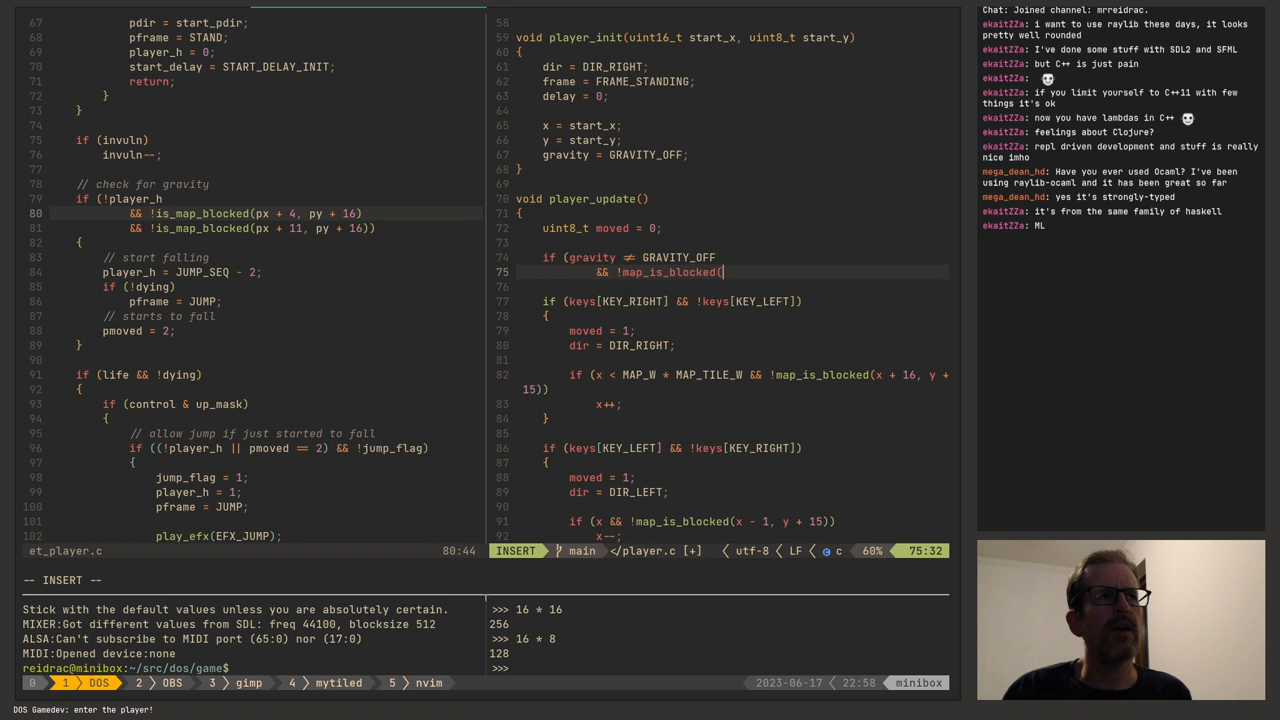 67 pdir = start_pdir;
68 pframe = STAND;
69 player_h = 0;
70 start_delay = START_DELAY_INIT;
71 return;
72 }
73 }
74
75 if (invuln)
76 invuln--;
77
78 // check for gravity
79 if (!player_h
80 && !is_map_blocked(px + 4, py + 16)
81 && !is_map_blocked(px + 11, py + 16))
82 {
83 // start falling
84 player_h = JUMP_SEQ - 2;
85 if (!dying)
86 pframe = JUMP;
87 // starts to fall
88 pmoved = 2;
89 }
90
91 if (life && !dying)
92 {
93 if (control & up_mask)
94 {
95 // allow jump if just started to fall
96 if ((!player_h || pmoved == 2) && !jump_flag)
97 {
98 jump_flag = 1;
99 player_h = 1;
100 pframe = JUMP;
101
102 play_efx(EFX_JUMP);
et_player.c 80:44
58
59 void player_init(uint16_t start_x, uint8_t start_y)
60 {
61 dir = DIR_RIGHT;
62 frame = FRAME_STANDING;
63 delay = 0;
64
65 x = start_x;
66 y = start_y;
67 gravity = GRAVITY_OFF;
68 }
69
70 void player_update()
71 {
72 uint8_t moved = 0;
73
74 if (gravity != GRAVITY_OFF
75 && !map_is_blocked(
76
77 if (keys[KEY_RIGHT] && !keys[KEY_LEFT])
78 {
79 moved = 1;
80 dir = DIR_RIGHT;
81
82 if (x < MAP_W * MAP_TILE_W && !map_is_blocked(x + 16, y +
15))
83 x++;
84 }
85
86 if (keys[KEY_LEFT] && !keys[KEY_RIGHT])
87 {
88 moved = 1;
89 dir = DIR_LEFT;
90
91 if (x && !map_is_blocked(x - 1, y + 15))
92 x--;
INSERT main </player.c [+] utf-8 LF c 60% 75:32
-- INSERT --
Stick with the default values unless you are absolutely certain.
MIXER:Got different values from SDL: freq 44100, blocksize 512
ALSA:Can't subscribe to MIDI port (65:0) nor (17:0)
MIDI:Opened device:none
reidrac@minibox:~/src/dos/game$
>>> 16 * 16
256
>>> 16 * 8
128
>>>
0 1 DOS 2 OBS 3 gimp 4 mytiled 5 nvim 2023-06-17 22:58 minibox
DOS Gamedev: enter the player!
Chat: Joined channel: mrreidrac.
ekaitZZa: i want to use raylib these days, it looks
pretty well rounded
ekaitZZa: I've done some stuff with SDL2 and SFML
ekaitZZa: but C++ is just pain
ekaitZZa:
ekaitZZa: if you limit yourself to C++11 with few
things it's ok
ekaitZZa: now you have lambdas in C++
ekaitZZa: feelings about Clojure?
ekaitZZa: repl driven development and stuff is really
nice imho
mega_dean_hd: Have you ever used Ocaml? I've been
using raylib-ocaml and it has been great so far
mega_dean_hd: yes it's strongly-typed
ekaitZZa: it's from the same family of haskell
ekaitZZa: ML